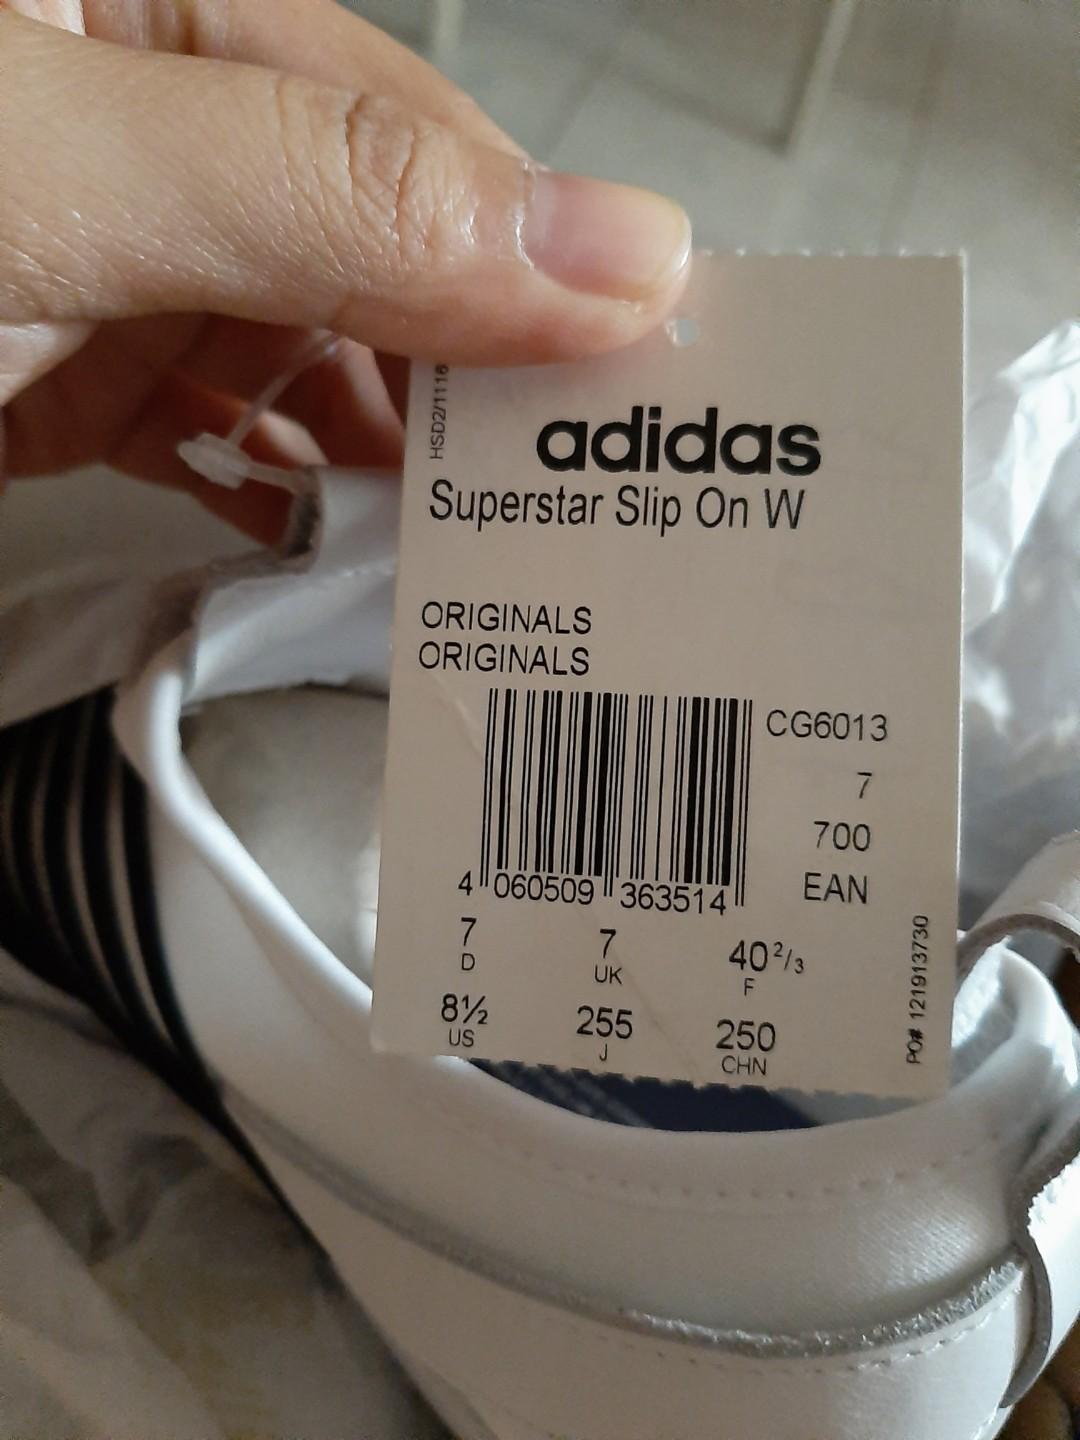 HSD2/1116
adidas
Superstar Slip On W
ORIGINALS
ORIGINALS
CG6013
7
700
EAN
4 060509 363514
7 7 40 2/3
D UK F
8½ 255 250
US J CHN
PO# 121913730